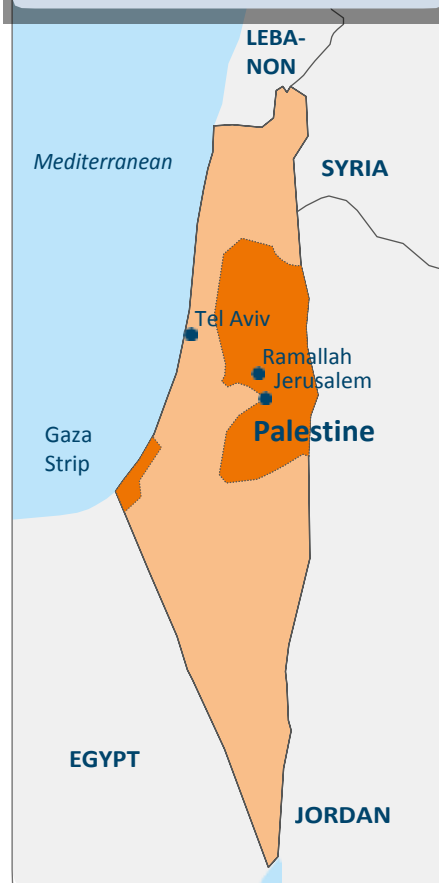 LEBA-
NON
Mediterranean
SYRIA
Tel Aviv
Ramallah
Jerusalem
Palestine
Gaza
Strip
EGYPT
JORDAN